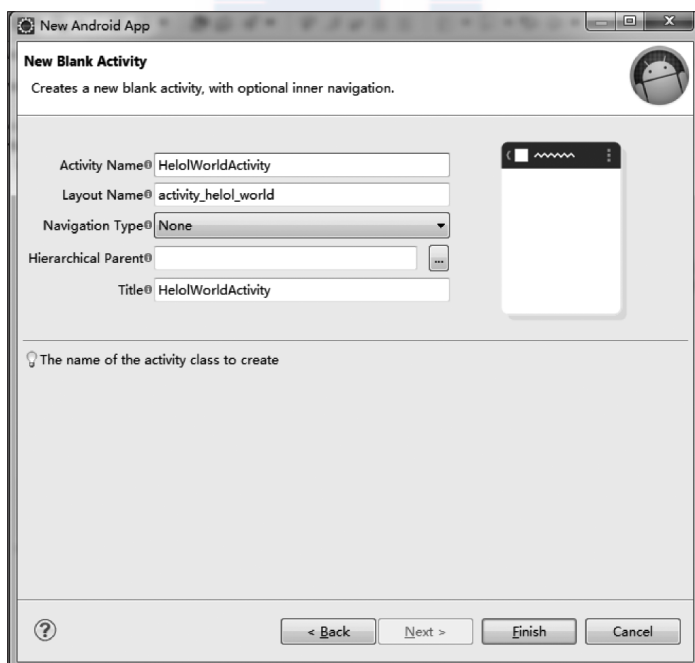 New Android App
New Blank Activity
Creates a new blank activity, with optional inner navigation.
Activity Name HelolWorldActivity
Layout Name activity_helol_world
Navigation Type None
Hierarchical Parent ...
Title HelolWorldActivity
The name of the activity class to create
< Back Next > Finish Cancel